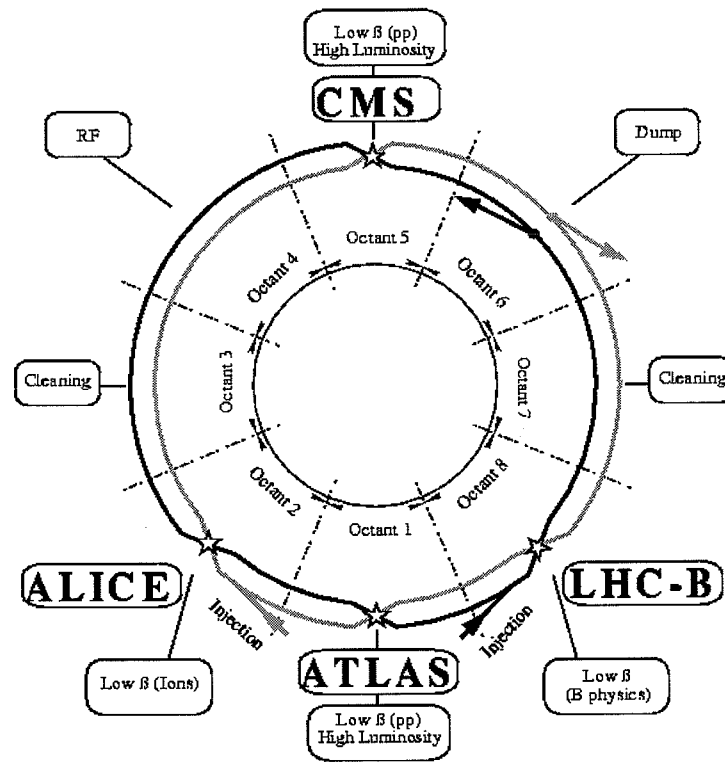 Low ß (pp)
High Luminosity
CMS
RF
Dump
Octant 5
Octant 4
Octant 6
Cleaning
Octant 3
Octant 7
Cleaning
Octant 2
Octant 8
Octant 1
ALICE
LHC-B
Injection
Injection
ATLAS
Low ß (Ions)
Low ß
(B physics)
Low ß (pp)
High Luminosity